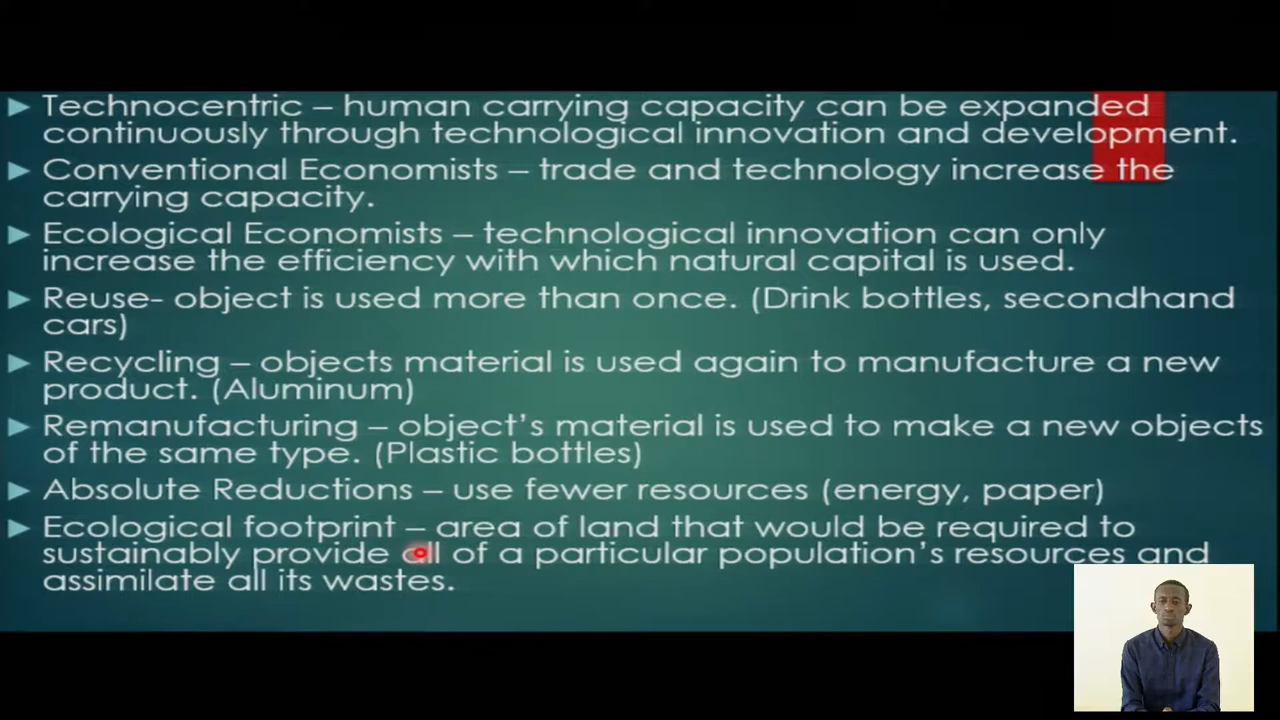 Technocentric – human carrying capacity can be expanded
continuously through technological innovation and development.
Conventional Economists – trade and technology increase the
carrying capacity.
Ecological Economists – technological innovation can only
increase the efficiency with which natural capital is used.
Reuse- object is used more than once. (Drink bottles, secondhand
cars)
Recycling – objects material is used again to manufacture a new
product. (Aluminum)
Remanufacturing – object's material is used to make a new objects
of the same type. (Plastic bottles)
Absolute Reductions – use fewer resources (energy, paper)
Ecological footprint – area of land that would be required to
sustainably provide all of a particular population's resources and
assimilate all its wastes.